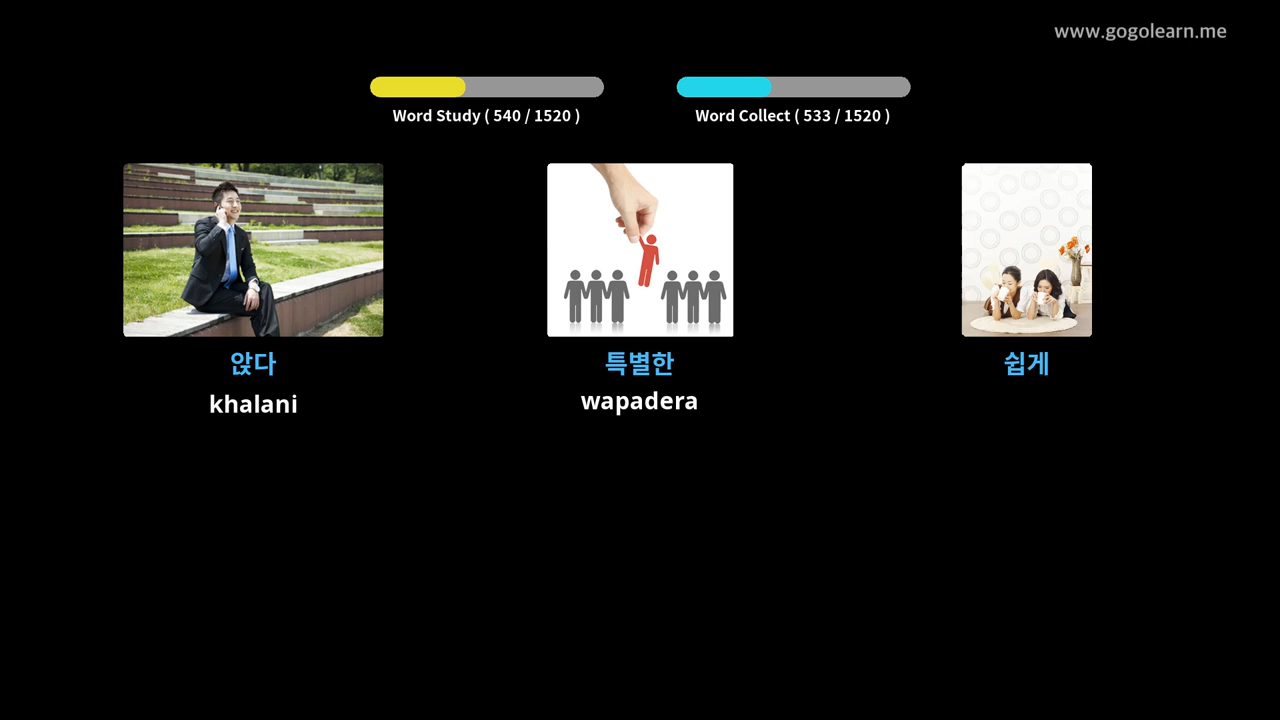 www.gogolearn.me
Word Study ( 540 / 1520 )
Word Collect ( 533 / 1520 )
앉다
특별한
쉽게
khalani
wapadera